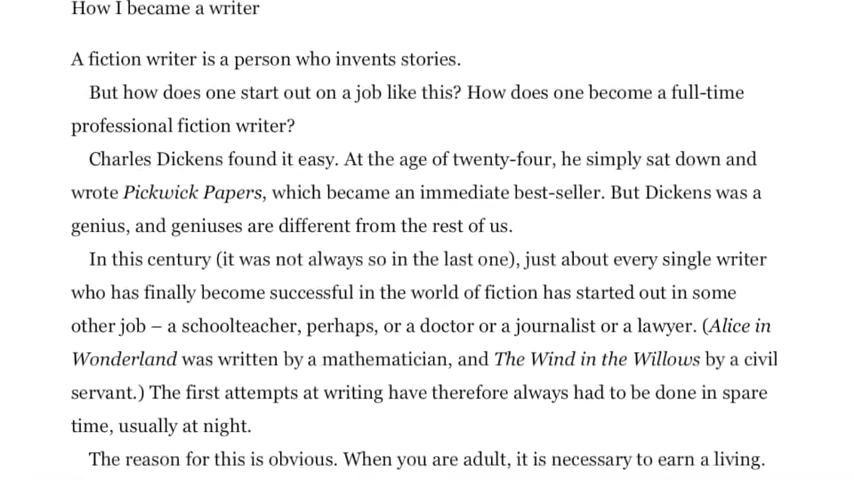 How I became a writer
A fiction writer is a person who invents stories.
But how does one start out on a job like this? How does one become a full-time
professional fiction writer?
Charles Dickens found it easy. At the age of twenty-four, he simply sat down and
wrote Pickwick Papers, which became an immediate best-seller. But Dickens was a
genius, and geniuses are different from the rest of us.
In this century (it was not always so in the last one), just about every single writer
who has finally become successful in the world of fiction has started out in some
other job – a schoolteacher, perhaps, or a doctor or a journalist or a lawyer. (Alice in
Wonderland was written by a mathematician, and The Wind in the Willows by a civil
servant.) The first attempts at writing have therefore always had to be done in spare
time, usually at night.
The reason for this is obvious. When you are adult, it is necessary to earn a living.